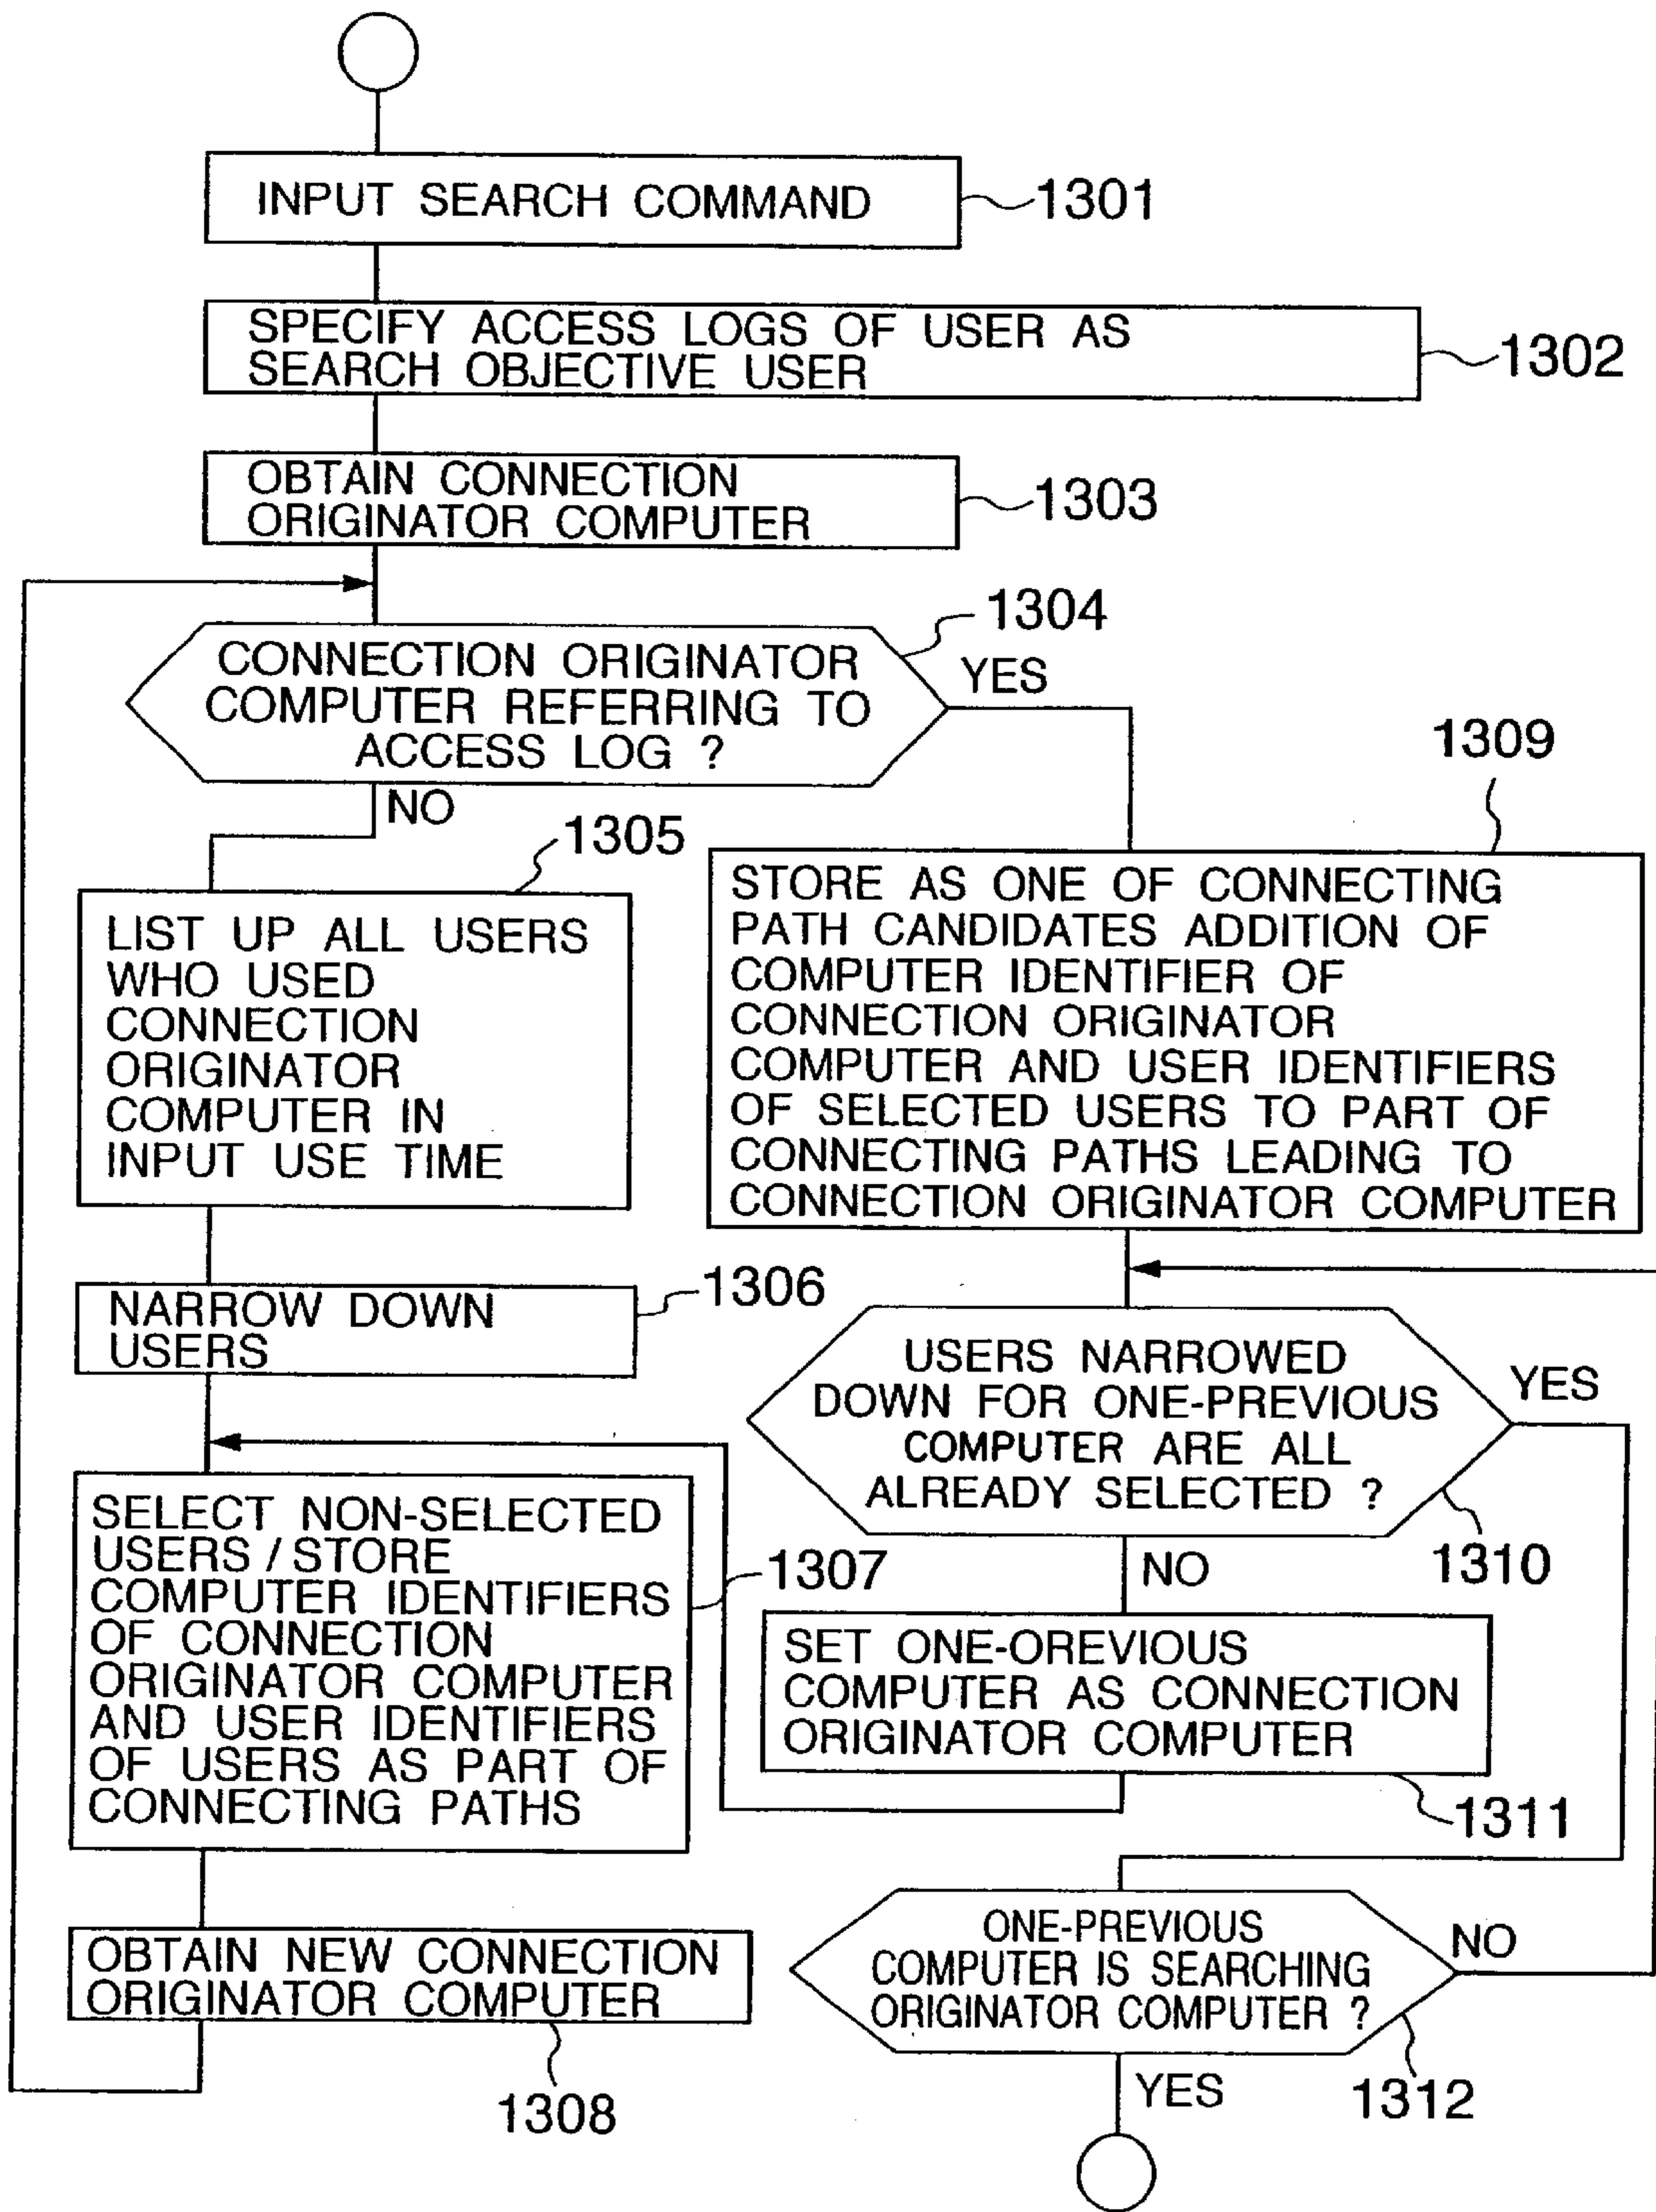 INPUT SEARCH COMMAND
1301
SPECIFY ACCESS LOGS OF USER AS
SEARCH OBJECTIVE USER
1302
OBTAIN CONNECTION
ORIGINATOR COMPUTER
1303
1304
CONNECTION ORIGINATOR
COMPUTER REFERRING TO
ACCESS LOG ?
YES
NO
1305
LIST UP ALL USERS
WHO USED
CONNECTION
ORIGINATOR
COMPUTER IN
INPUT USE TIME
1306
NARROW DOWN
USERS
SELECT NON-SELECTED
USERS / STORE
COMPUTER IDENTIFIERS
OF CONNECTION
ORIGINATOR COMPUTER
AND USER IDENTIFIERS
OF USERS AS PART OF
CONNECTING PATHS
1307
OBTAIN NEW CONNECTION
ORIGINATOR COMPUTER
1308
1309
STORE AS ONE OF CONNECTING
PATH CANDIDATES ADDITION OF
COMPUTER IDENTIFIER OF
CONNECTION ORIGINATOR
COMPUTER AND USER IDENTIFIERS
OF SELECTED USERS TO PART OF
CONNECTING PATHS LEADING TO
CONNECTION ORIGINATOR COMPUTER
USERS NARROWED
DOWN FOR ONE-PREVIOUS
COMPUTER ARE ALL
ALREADY SELECTED ?
YES
1310
NO
SET ONE-OREVIOUS
COMPUTER AS CONNECTION
ORIGINATOR COMPUTER
1311
ONE-PREVIOUS
COMPUTER IS SEARCHING
ORIGINATOR COMPUTER ?
NO
1312
YES